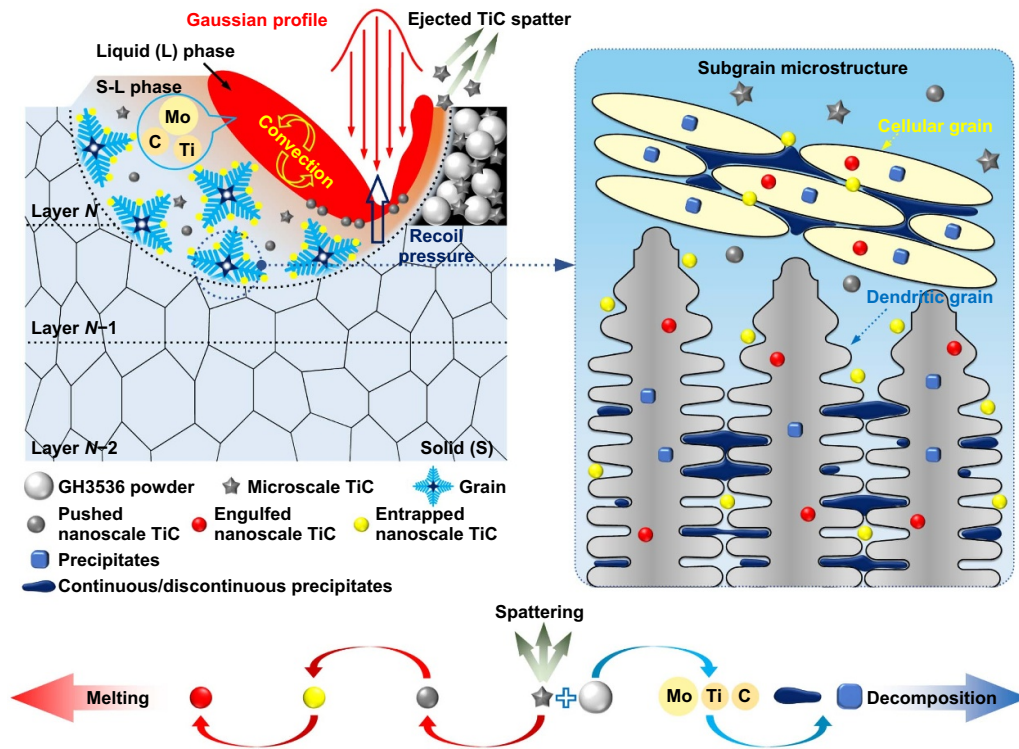 Gaussian profile
Ejected TiC spatter
Liquid (L) phase
S-L phase
Mo
C
Ti
Convection
Layer N
Recoil
pressure
Layer N−1
Layer N−2
Solid (S)
Subgrain microstructure
Cellular grain
Dendritic grain
GH3536 powder
Microscale TiC
Grain
Pushed
nanoscale TiC
Engulfed
nanoscale TiC
Entrapped
nanoscale TiC
Precipitates
Continuous/discontinuous precipitates
Spattering
Melting
Mo
Ti
C
Decomposition